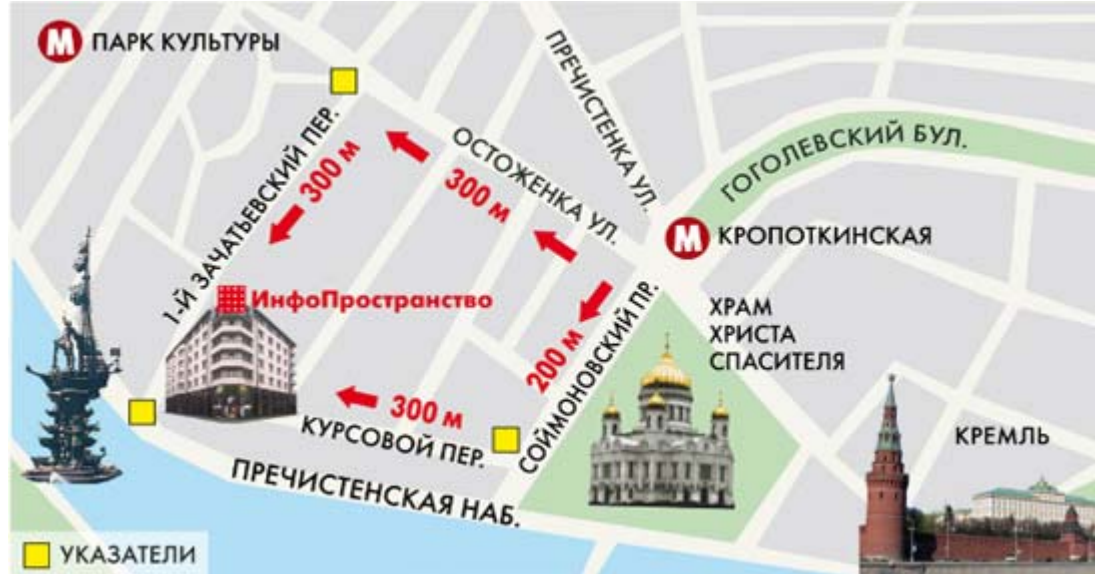 М ПАРК КУЛЬТУРЫ
ПРЕЧИСТЕНКА УЛ.
ОСТОЖЕНКА УЛ.
ГОГОЛЕВСКИЙ БУЛ.
1-Й ЗАЧАТЬЕВСКИЙ ПЕР.
300 м
300 м
М КРОПОТКИНСКАЯ
ИнфоПространство
200 м
СОЙМОНОВСКИЙ ПР.
ХРАМ
ХРИСТА
СПАСИТЕЛЯ
300 м
КУРСОВОЙ ПЕР.
КРЕМЛЬ
ПРЕЧИСТЕНСКАЯ НАБ.
УКАЗАТЕЛИ